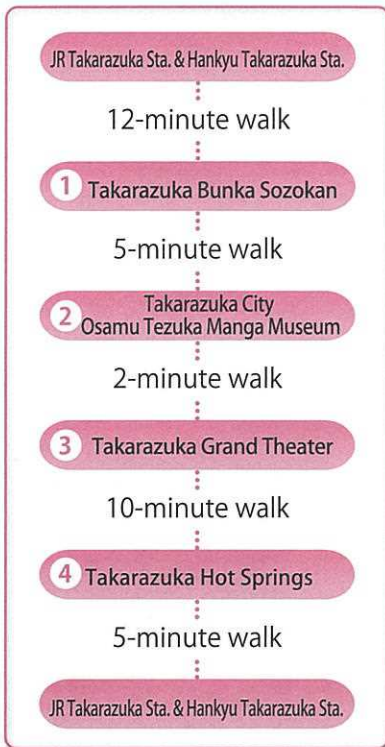 JR Takarazuka Sta. & Hankyu Takarazuka Sta.
12-minute walk
1 Takarazuka Bunka Sozokan
5-minute walk
2 Takarazuka City
Osamu Tezuka Manga Museum
2-minute walk
3 Takarazuka Grand Theater
10-minute walk
4 Takarazuka Hot Springs
5-minute walk
JR Takarazuka Sta. & Hankyu Takarazuka Sta.